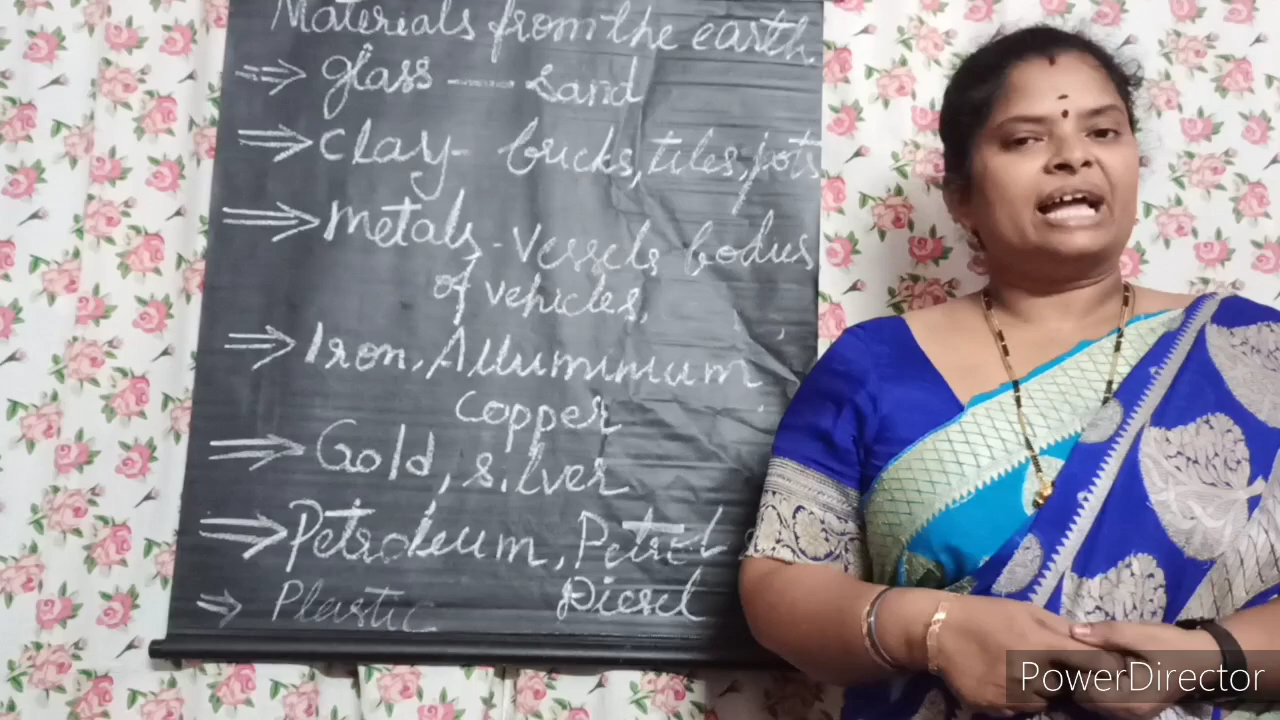 Materials from the earth
⇒ glass — sand
⇒ Clay - bricks, tiles, pots
⇒ Metals - Vessels bodies
of vehicles,
⇒ Iron, Alluminium
Copper
⇒ Gold, silver
⇒ Petroleum, Petrol
Diesel
⇒ Plastic
PowerDirector